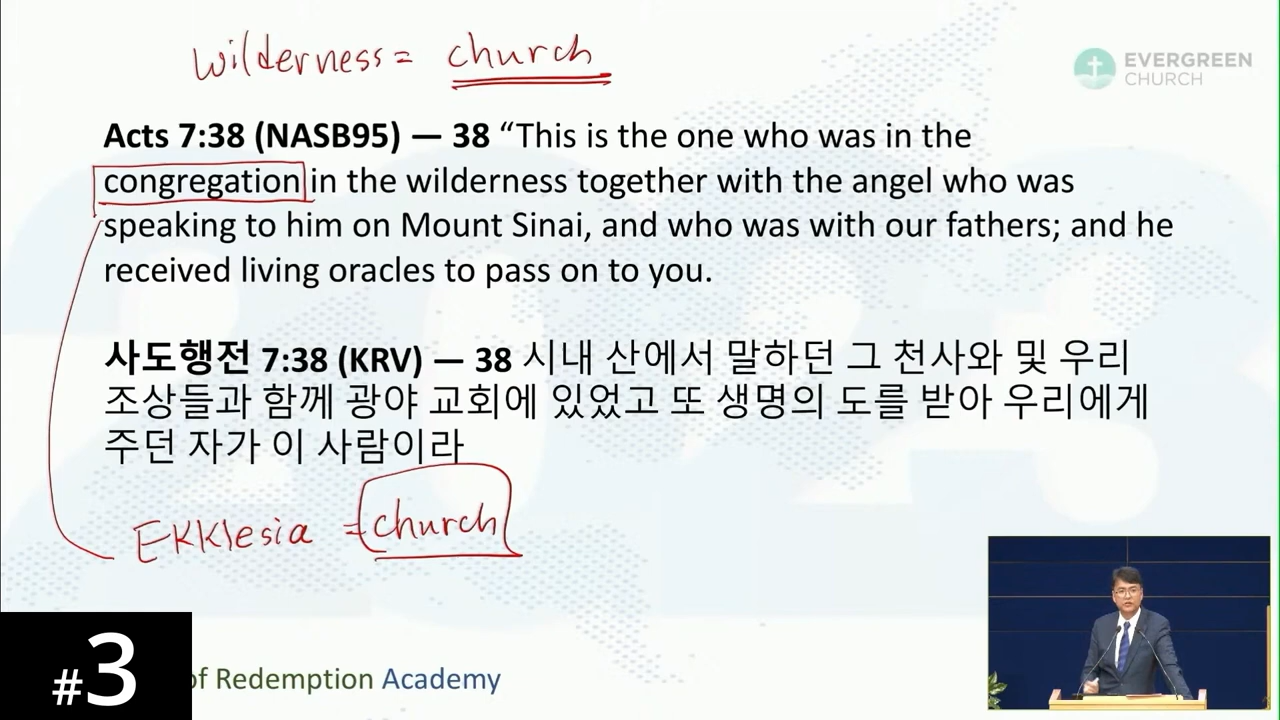 wilderness = church
EVERGREEN
CHURCH
Acts 7:38 (NASB95) — 38 “This is the one who was in the
congregation in the wilderness together with the angel who was
speaking to him on Mount Sinai, and who was with our fathers; and he
received living oracles to pass on to you.
사도행전 7:38 (KRV) — 38 시내 산에서 말하던 그 천사와 및 우리
조상들과 함께 광야 교회에 있었고 또 생명의 도를 받아 우리에게
주던 자가 이 사람이라
EKKlesia = church
#3
of Redemption Academy